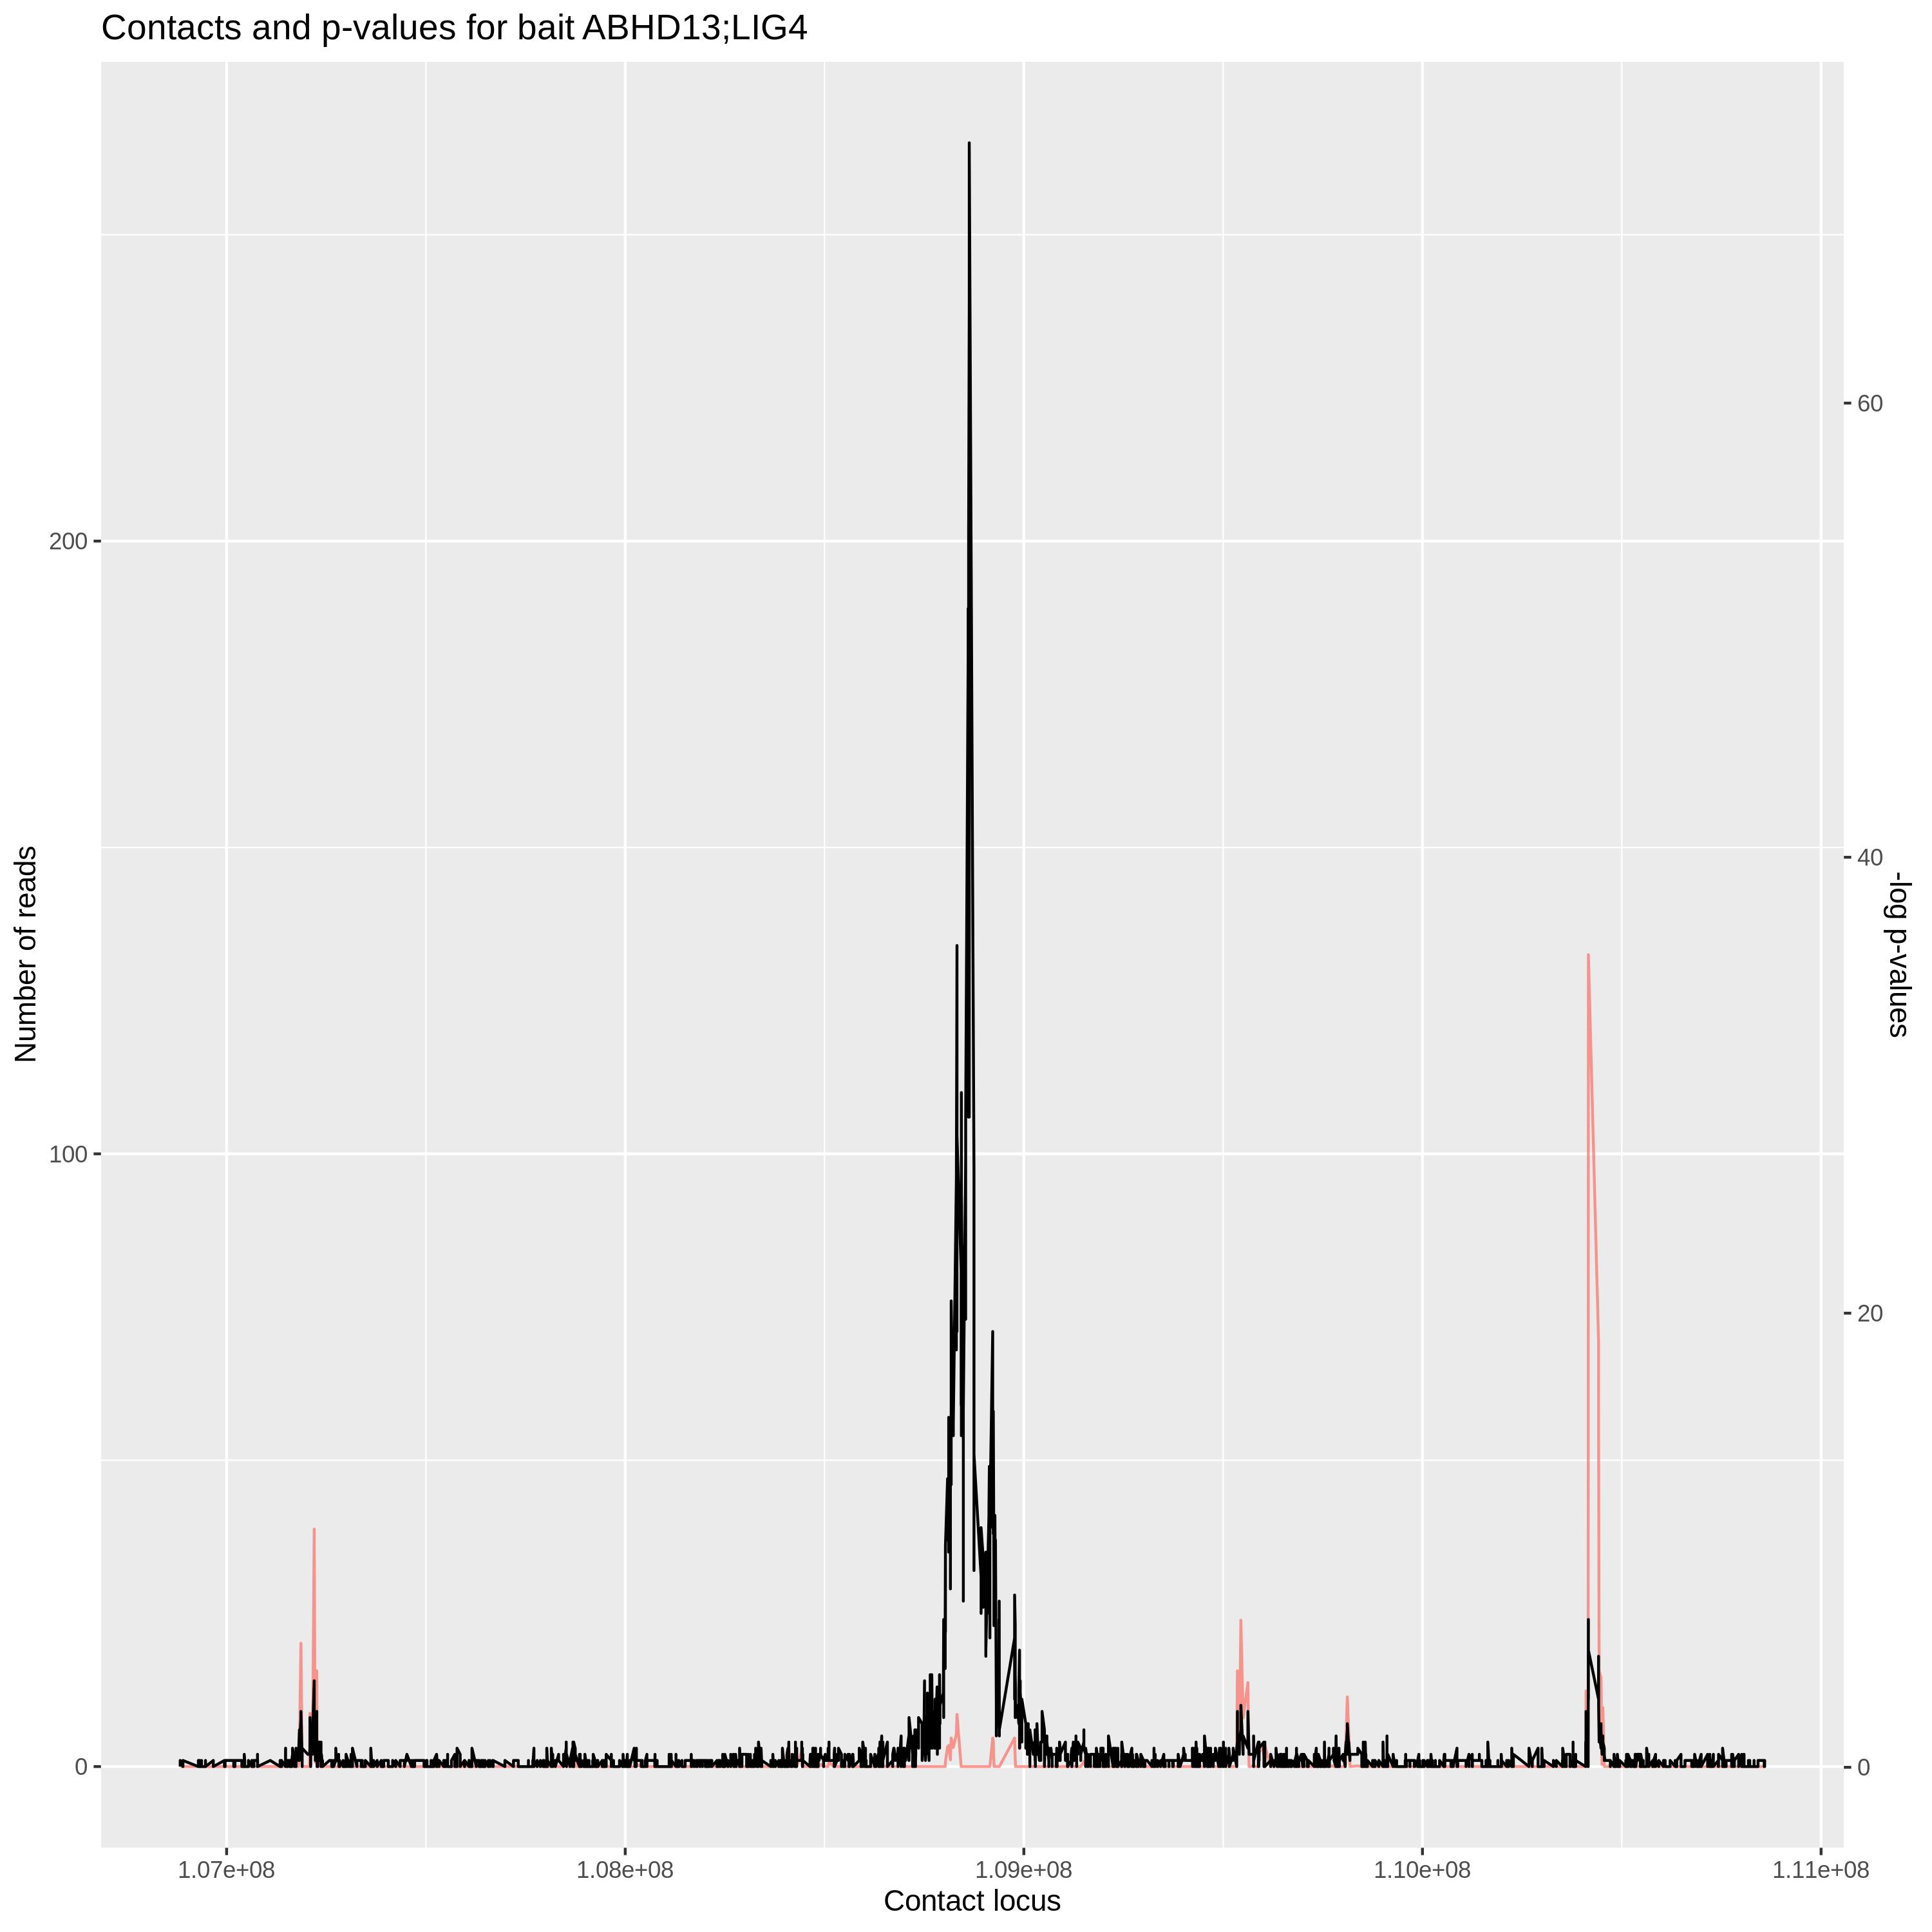 Contacts and p-values for bait ABHD13;LIG4
Number of reads
200
100
0
60
40
20
0
-log p-values
1.07e+08
1.08e+08
1.09e+08
1.10e+08
1.11e+08
Contact locus